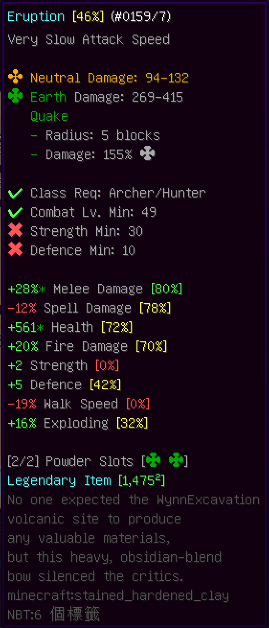 Eruption [46%] (#0159/7)
Very Slow Attack Speed
✤ Neutral Damage: 94-132
✤ Earth Damage: 269-415
Quake
- Radius: 5 blocks
- Damage: 155% ✤
✔ Class Req: Archer/Hunter
✔ Combat Lv. Min: 49
✖ Strength Min: 30
✖ Defence Min: 10
+28%* Melee Damage [80%]
-12% Spell Damage [78%]
+561* Health [72%]
+20% Fire Damage [70%]
+2 Strength [0%]
+5 Defence [42%]
-19% Walk Speed [0%]
+16% Exploding [32%]
[2/2] Powder Slots [✤ ✤]
Legendary Item [1,475²]
No one expected the WynnExcavation
volcanic site to produce
any valuable materials,
but this heavy, obsidian-blend
bow silenced the critics.
minecraft:stained_hardened_clay
NBT:6 個標籤